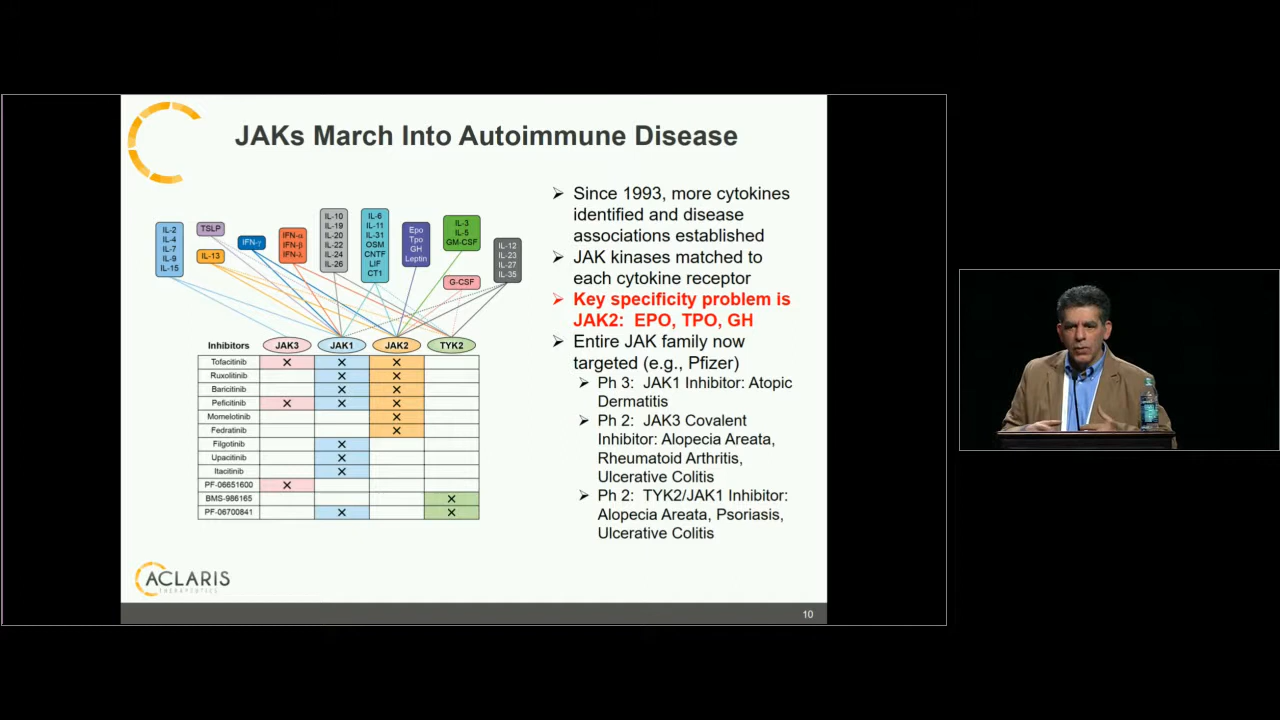 JAKs March Into Autoimmune Disease
IL-2
IL-4
IL-7
IL-9
IL-15
TSLP
IL-13
IFN-γ
IFN-α
IFN-β
IFN-λ
IL-10
IL-19
IL-20
IL-22
IL-24
IL-26
IL-6
IL-11
IL-31
OSM
CNTF
LIF
CT1
Epo
Tpo
GH
Leptin
IL-3
IL-5
GM-CSF
G-CSF
IL-12
IL-23
IL-27
IL-35
Inhibitors JAK3 JAK1 JAK2 TYK2
Tofacitinib X X X
Ruxolitinib X X
Baricitinib X X
Peficitinib X X X
Momelotinib X
Fedratinib X
Filgotinib X
Upacitinib X
Itacitinib X
PF-06651600 X
BMS-986165 X
PF-06700841 X X
Since 1993, more cytokines
identified and disease
associations established
JAK kinases matched to
each cytokine receptor
Key specificity problem is
JAK2: EPO, TPO, GH
Entire JAK family now
targeted (e.g., Pfizer)
Ph 3: JAK1 Inhibitor: Atopic
Dermatitis
Ph 2: JAK3 Covalent
Inhibitor: Alopecia Areata,
Rheumatoid Arthritis,
Ulcerative Colitis
Ph 2: TYK2/JAK1 Inhibitor:
Alopecia Areata, Psoriasis,
Ulcerative Colitis
ACLARIS
THERAPEUTICS
10